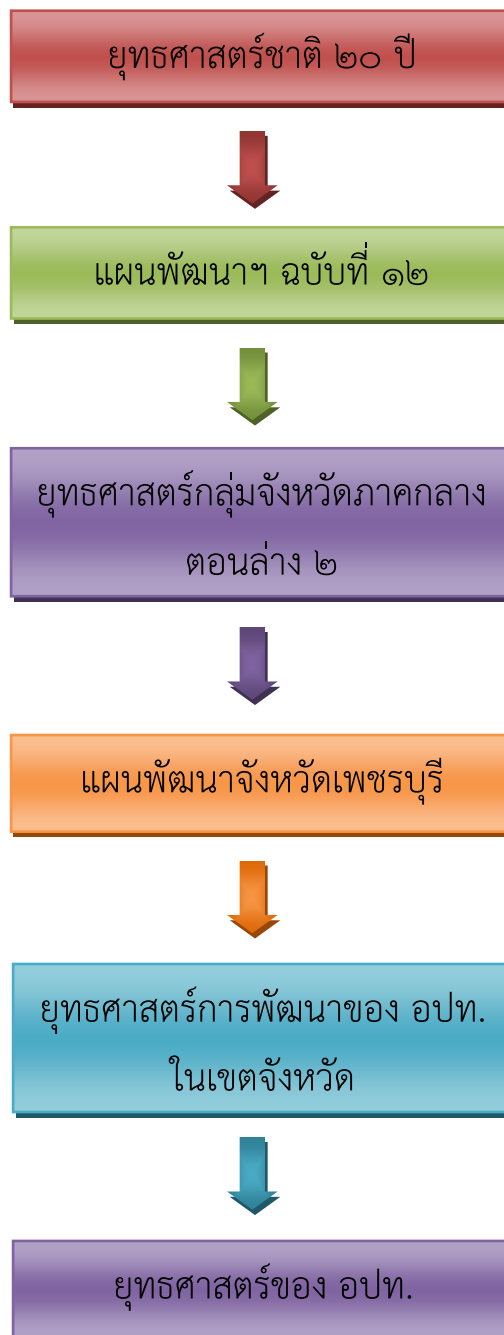 ยุทธศาสตร์ชาติ ๒๐ ปี
แผนพัฒนาฯ ฉบับที่ ๑๒
ยุทธศาสตร์กลุ่มจังหวัดภาคกลาง
ตอนล่าง ๒
แผนพัฒนาจังหวัดเพชรบุรี
ยุทธศาสตร์การพัฒนาของ อปท.
ในเขตจังหวัด
ยุทธศาสตร์ของ อปท.